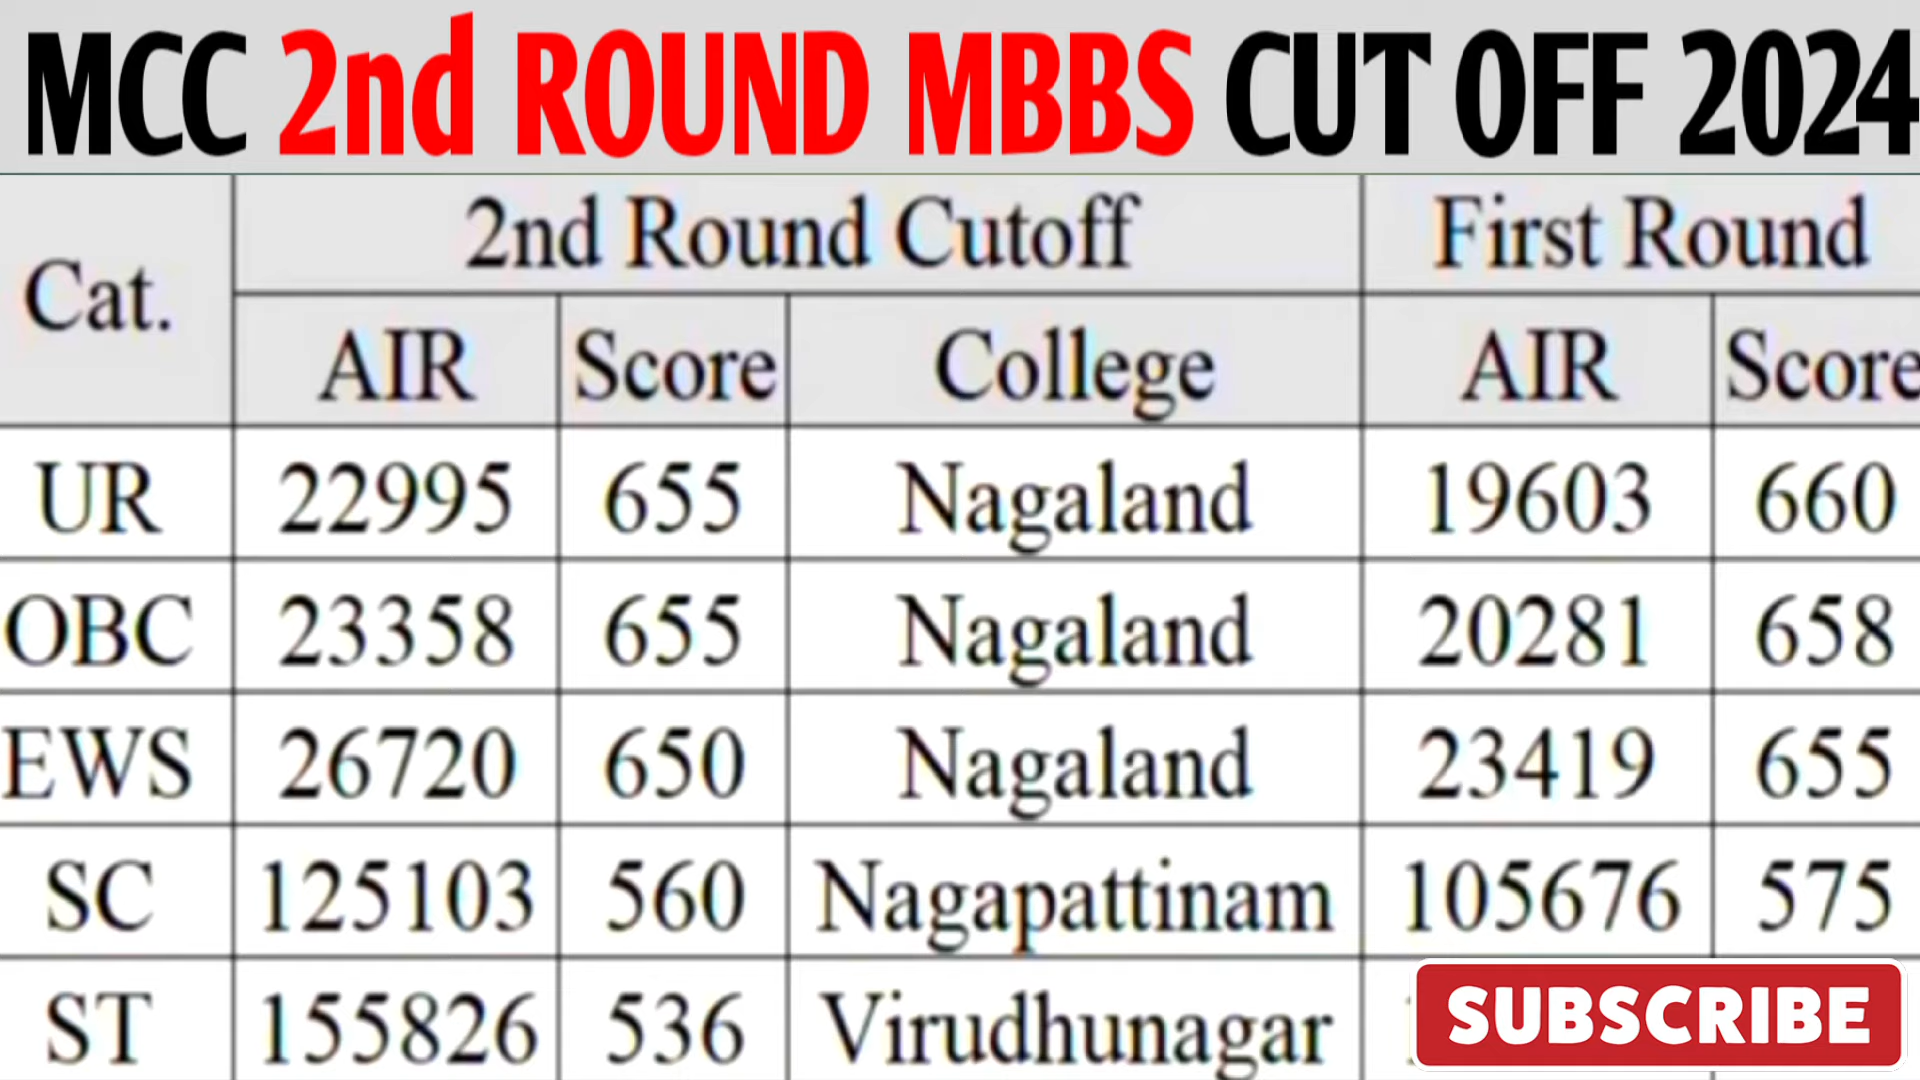 MCC 2nd ROUND MBBS CUT OFF 2024
Cat. 2nd Round Cutoff First Round
AIR Score College AIR Score
UR 22995 655 Nagaland 19603 660
OBC 23358 655 Nagaland 20281 658
EWS 26720 650 Nagaland 23419 655
SC 125103 560 Nagapattinam 105676 575
ST 155826 536 Virudhunagar
SUBSCRIBE